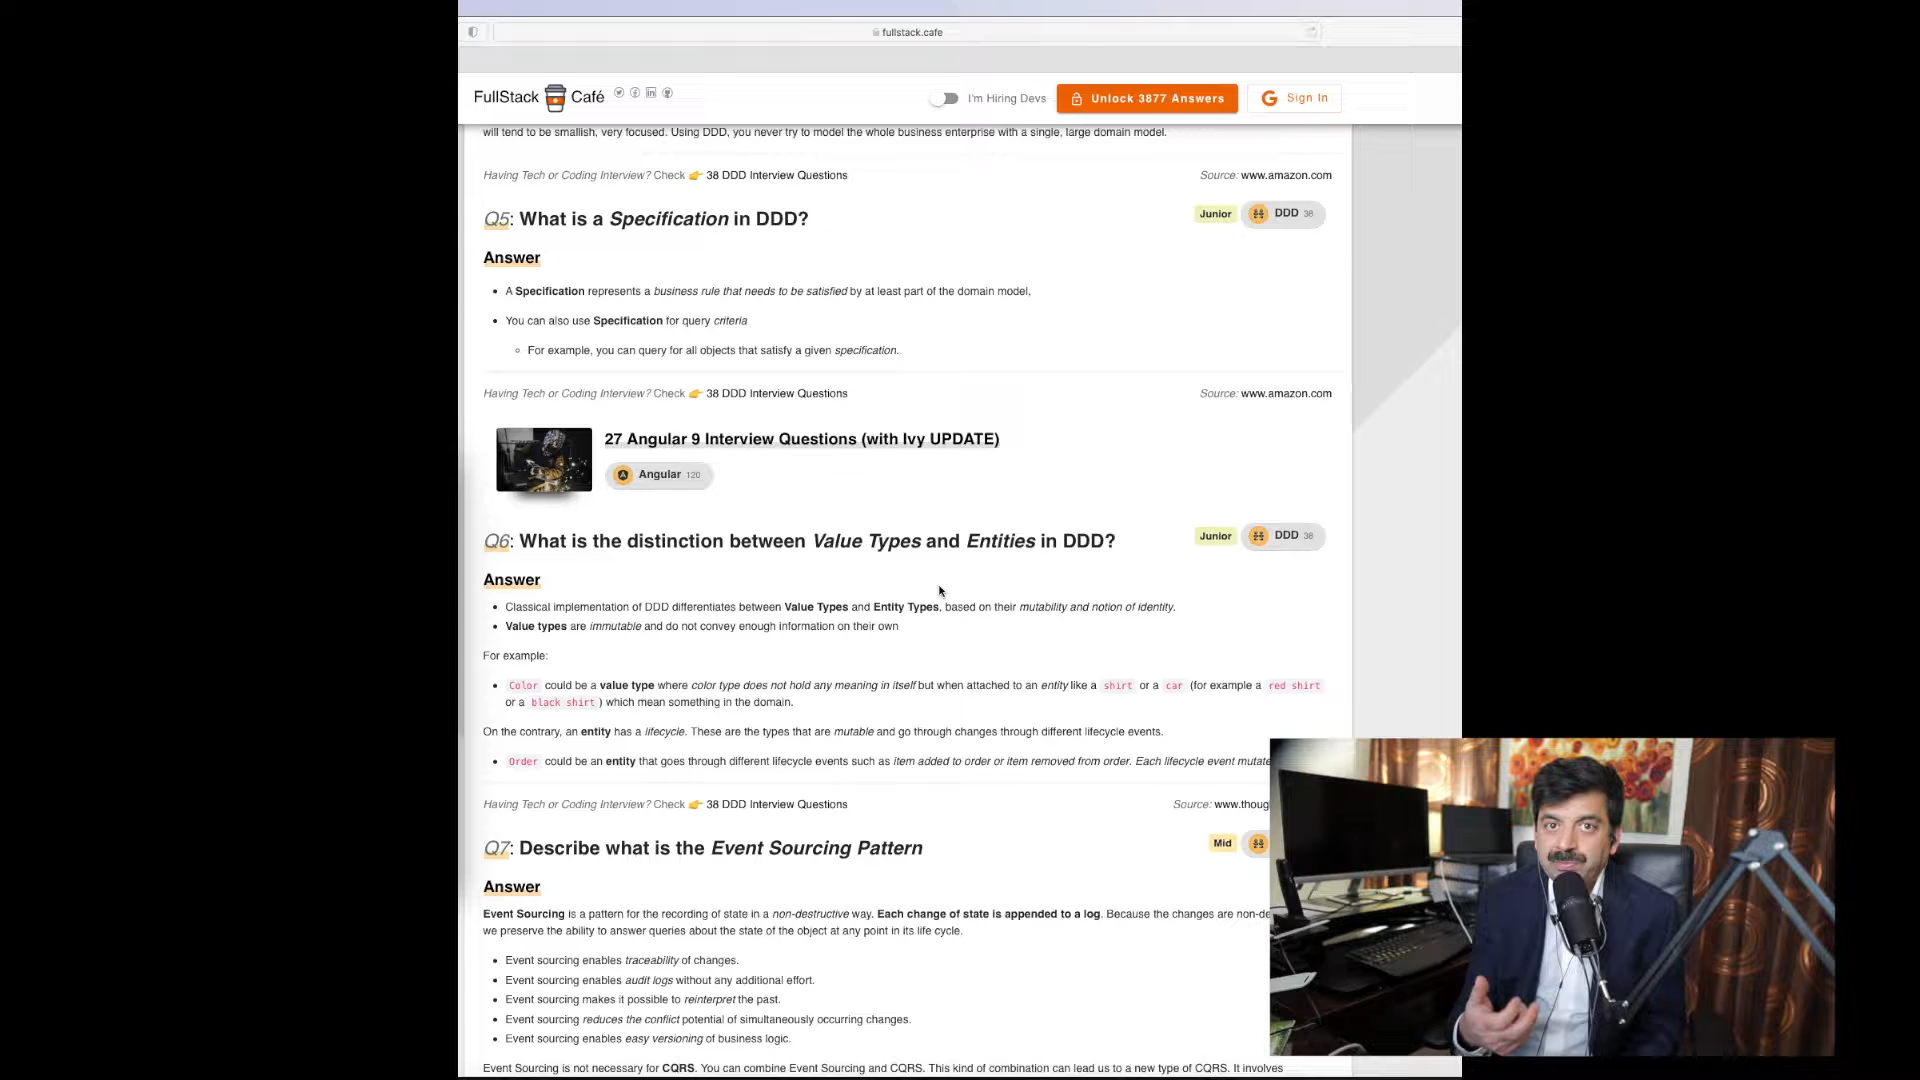 fullstack.cafe
FullStack Café
I'm Hiring Devs
Unlock 3877 Answers
Sign In
will tend to be smallish, very focused. Using DDD, you never try to model the whole business enterprise with a single, large domain model.
Having Tech or Coding Interview? Check 👉 38 DDD Interview Questions
Source: www.amazon.com
Q5: What is a Specification in DDD?
Junior
DDD 38
Answer
• A Specification represents a business rule that needs to be satisfied by at least part of the domain model,
• You can also use Specification for query criteria
◦ For example, you can query for all objects that satisfy a given specification.
Having Tech or Coding Interview? Check 👉 38 DDD Interview Questions
Source: www.amazon.com
27 Angular 9 Interview Questions (with Ivy UPDATE)
Angular 120
Q6: What is the distinction between Value Types and Entities in DDD?
Junior
DDD 38
Answer
• Classical implementation of DDD differentiates between Value Types and Entity Types, based on their mutability and notion of identity.
• Value types are immutable and do not convey enough information on their own
For example:
• Color could be a value type where color type does not hold any meaning in itself but when attached to an entity like a shirt or a car (for example a red shirt
or a black shirt ) which mean something in the domain.
On the contrary, an entity has a lifecycle. These are the types that are mutable and go through changes through different lifecycle events.
• Order could be an entity that goes through different lifecycle events such as item added to order or item removed from order. Each lifecycle event mutate
Having Tech or Coding Interview? Check 👉 38 DDD Interview Questions
Source: www.thoug
Q7: Describe what is the Event Sourcing Pattern
Mid
Answer
Event Sourcing is a pattern for the recording of state in a non-destructive way. Each change of state is appended to a log. Because the changes are non-de
we preserve the ability to answer queries about the state of the object at any point in its life cycle.
• Event sourcing enables traceability of changes.
• Event sourcing enables audit logs without any additional effort.
• Event sourcing makes it possible to reinterpret the past.
• Event sourcing reduces the conflict potential of simultaneously occurring changes.
• Event sourcing enables easy versioning of business logic.
Event Sourcing is not necessary for CQRS. You can combine Event Sourcing and CQRS. This kind of combination can lead us to a new type of CQRS. It involves